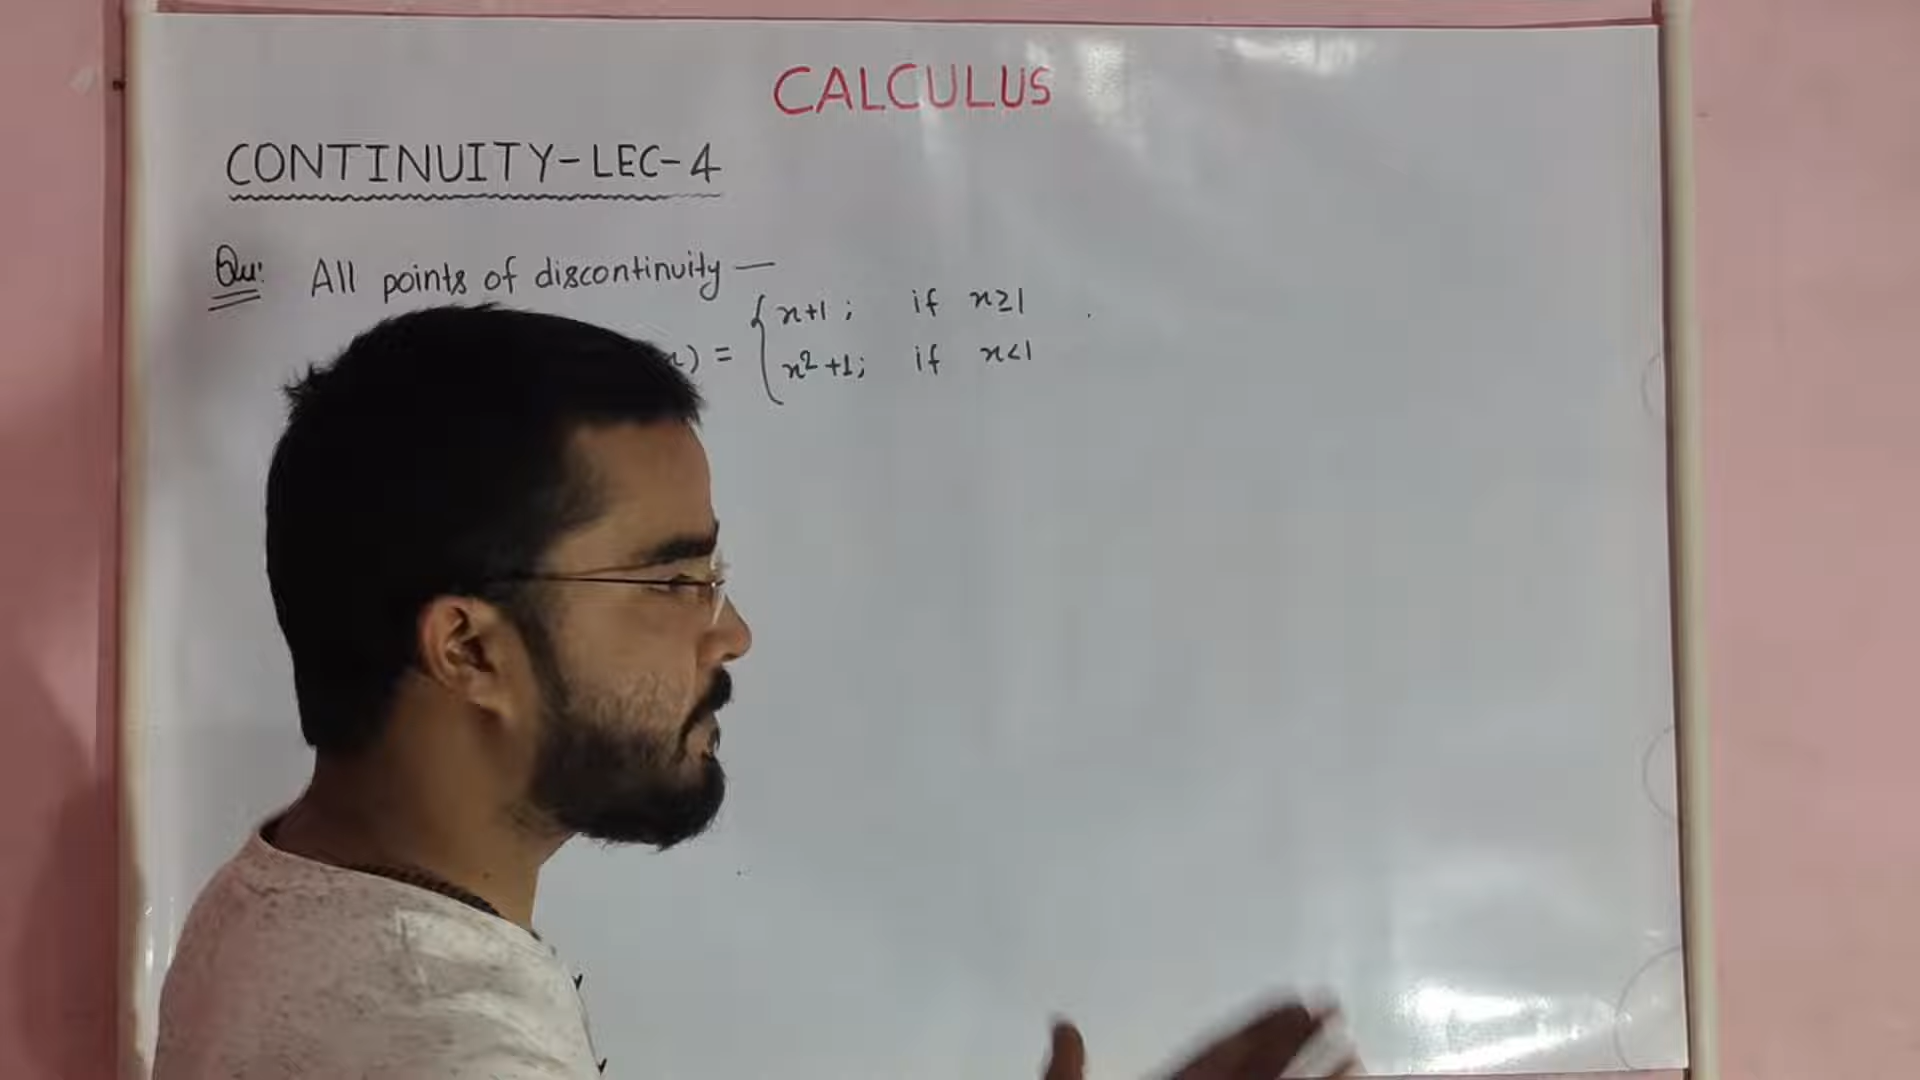 CALCULUS
CONTINUITY-LEC-4
Qu: All points of discontinuity —
x) = { x+1 ; if x≥1
x²+1; if x<1